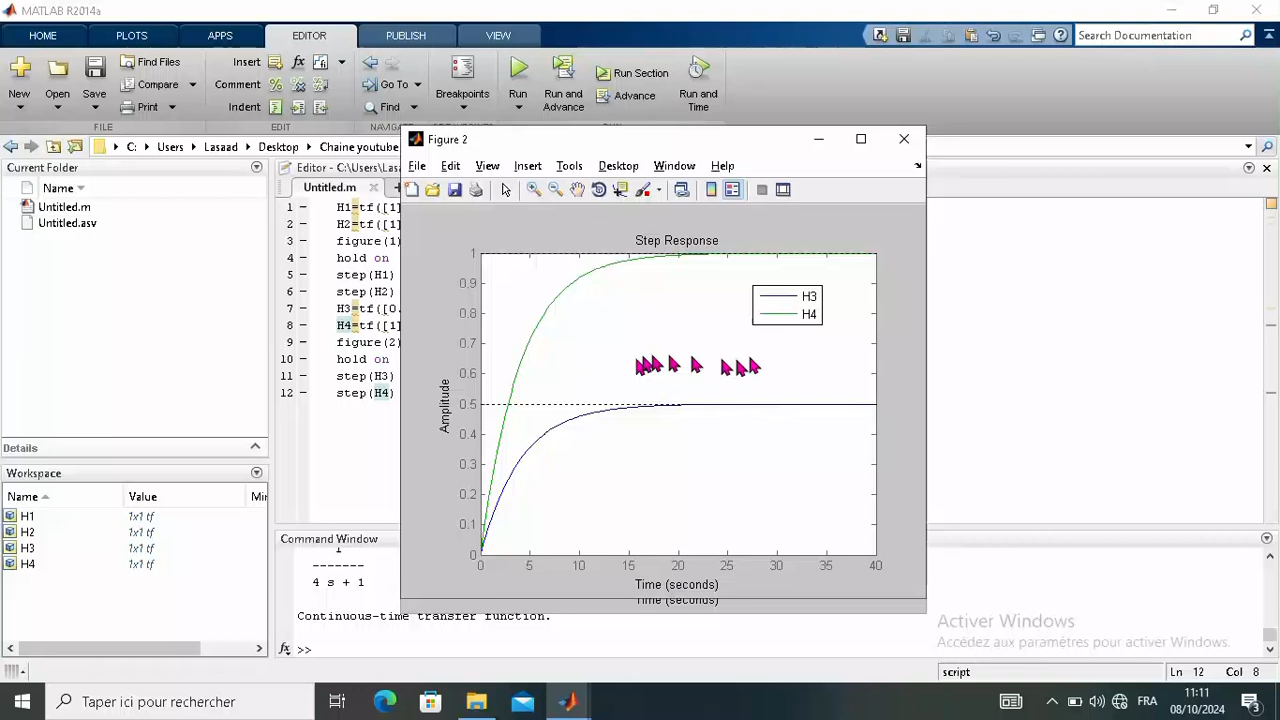 MATLAB R2014a
HOME PLOTS APPS EDITOR PUBLISH VIEW
Search Documentation
New Open Save Find Files Compare Print
Insert Comment Indent
Go To Find
Breakpoints
Run Run and Advance Run Section Advance Run and Time
FILE EDIT
C: Users Lasaad Desktop Chaine youtube
Current Folder
Name
Untitled.m
Untitled.asv
Details
Workspace
Name Value
H1 1x1 tf
H2 1x1 tf
H3 1x1 tf
H4 1x1 tf
Editor - C:\Users\Lasaad
Untitled.m
1 H1=tf([1]
2 H2=tf([1]
3 figure(1)
4 hold on
5 step(H1)
6 step(H2)
7 H3=tf([0.
8 H4=tf([1]
9 figure(2)
10 hold on
11 step(H3)
12 step(H4)
Figure 2
File Edit View Insert Tools Desktop Window Help
Step Response
Amplitude
1
0.9
0.8
0.7
0.6
0.5
0.4
0.3
0.2
0.1
0
H3
H4
0 5 10 15 20 25 30 35 40
Time (seconds)
Time (seconds)
Command Window
-------
4 s + 1
Continuous-time transfer function.
fx >>
Activer Windows
Accédez aux paramètres pour activer Windows.
script Ln 12 Col 8
Taper ici pour rechercher
FRA
11:11
08/10/2024
3